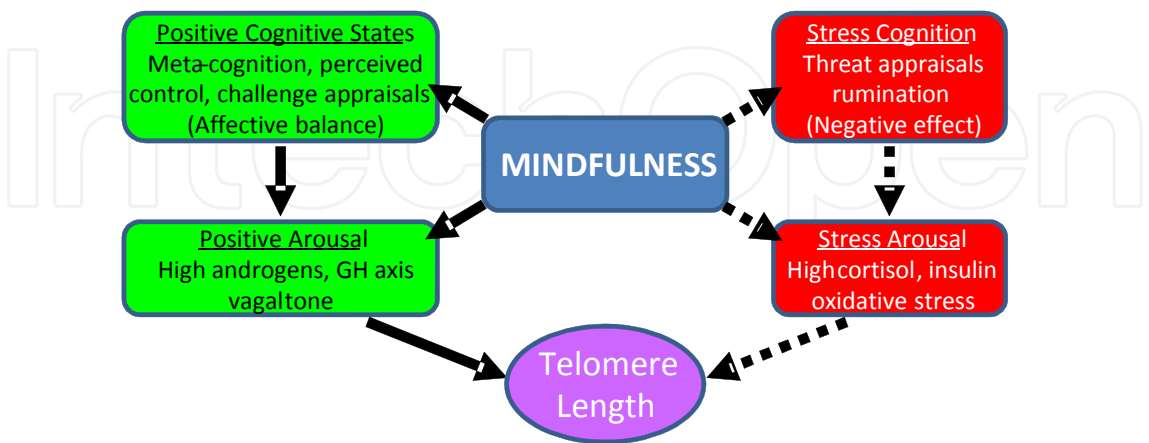 Positive Cognitive States
Meta-cognition, perceived
control, challenge appraisals
(Affective balance)
Stress Cognition
Threat appraisals
rumination
(Negative effect)
MINDFULNESS
Positive Arousal
High androgens, GH axis
vagaltone
Stress Arousal
Highcortisol, insulin
oxidative stress
Telomere
Length
IntechOpen